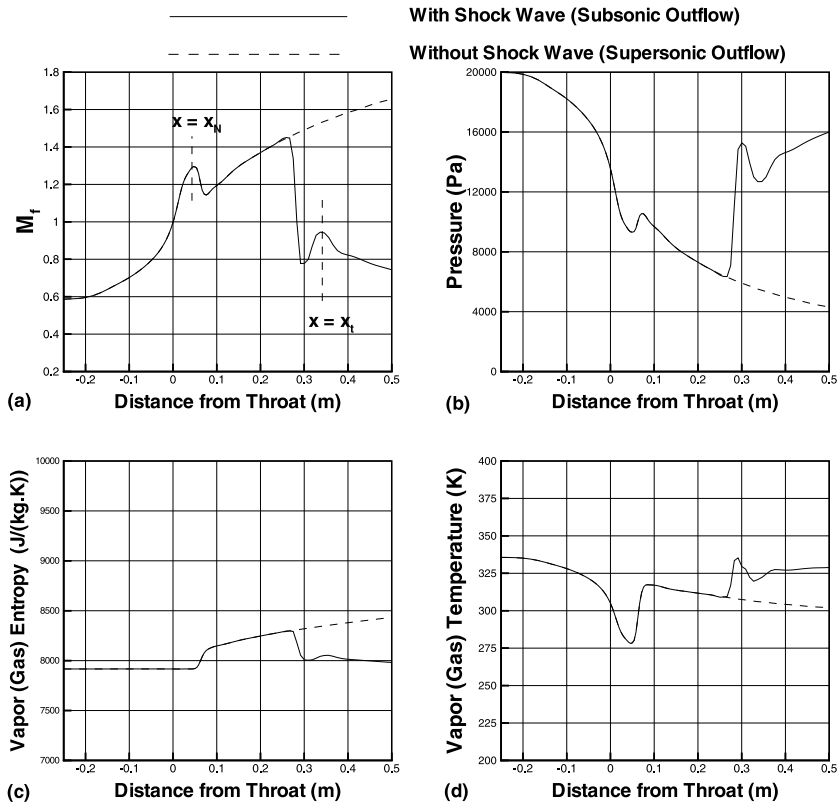 With Shock Wave (Subsonic Outflow)
Without Shock Wave (Supersonic Outflow)
1.8
1.6
1.4
1.2
1
0.8
0.6
0.4
0.2
M_f
x = x_N
x = x_t
-0.2 -0.1 0 0.1 0.2 0.3 0.4 0.5
(a) Distance from Throat (m)
20000
16000
12000
8000
4000
0
Pressure (Pa)
-0.2 -0.1 0 0.1 0.2 0.3 0.4 0.5
(b) Distance from Throat (m)
10000
9500
9000
8500
8000
7500
7000
Vapor (Gas) Entropy (J/(kg.K))
-0.2 -0.1 0 0.1 0.2 0.3 0.4 0.5
(c) Distance from Throat (m)
400
375
350
325
300
275
250
225
200
Vapor (Gas) Temperature (K)
-0.2 -0.1 0 0.1 0.2 0.3 0.4 0.5
(d) Distance from Throat (m)